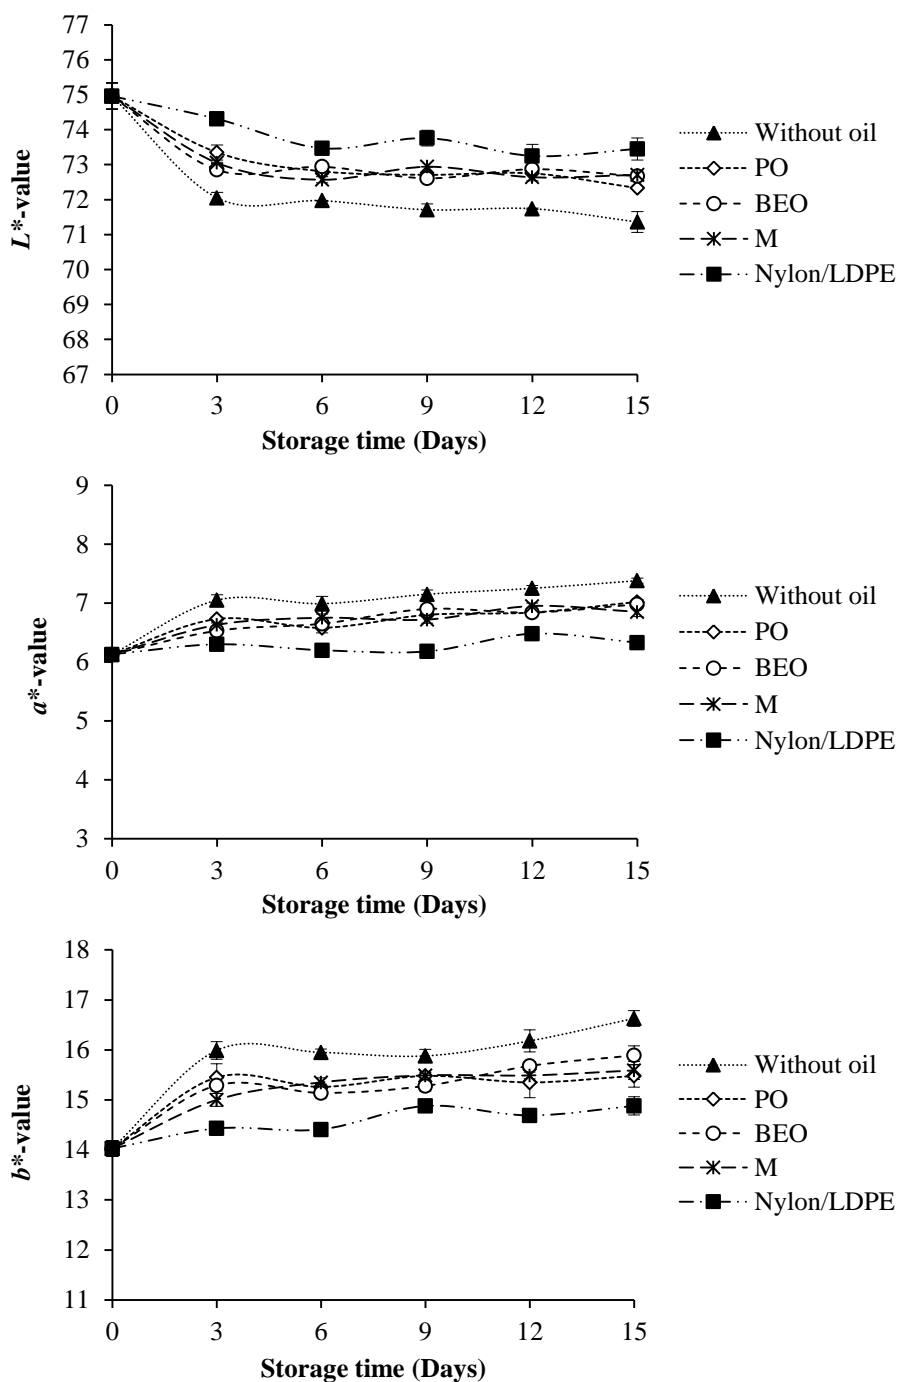 77
76
75
74
73
72
71
70
69
68
67
L*-value
0 3 6 9 12 15
Storage time (Days)
Without oil
PO
BEO
M
Nylon/LDPE
9
8
7
6
5
4
3
a*-value
0 3 6 9 12 15
Storage time (Days)
Without oil
PO
BEO
M
Nylon/LDPE
18
17
16
15
14
13
12
11
b*-value
0 3 6 9 12 15
Storage time (Days)
Without oil
PO
BEO
M
Nylon/LDPE